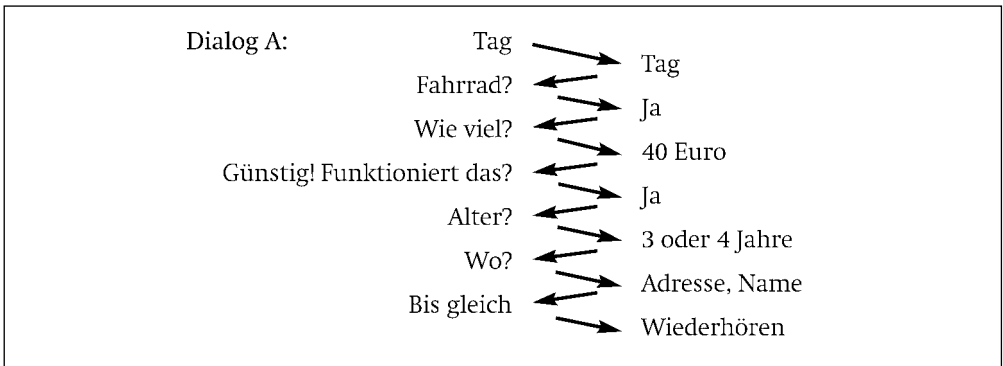 Dialog A: Tag
Tag
Fahrrad?
Ja
Wie viel?
40 Euro
Günstig! Funktioniert das?
Ja
Alter?
3 oder 4 Jahre
Wo?
Adresse, Name
Bis gleich
Wiederhören